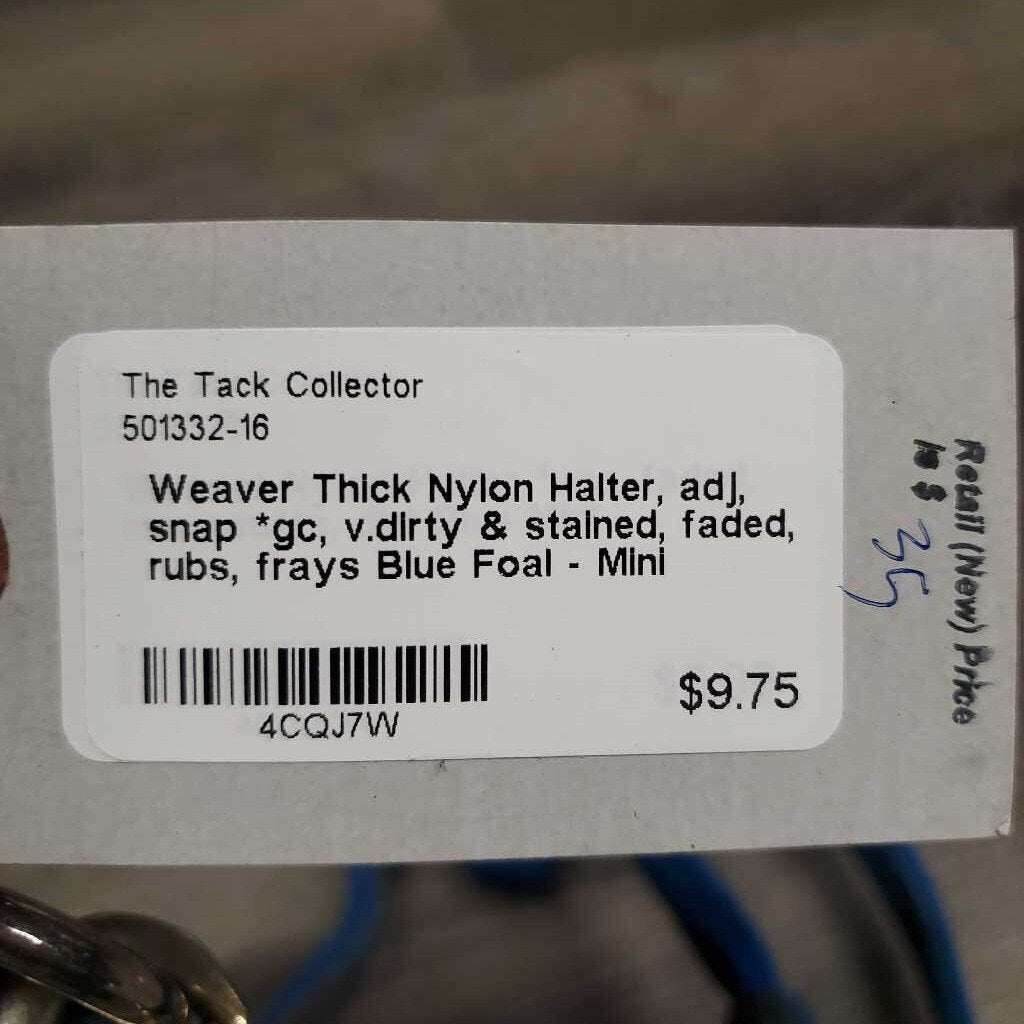 The Tack Collector
501332-16
Weaver Thick Nylon Halter, adj,
snap *gc, v.dirty & stained, faded,
rubs, frays Blue Foal - Mini
4CQJ7W
$9.75
Retail (New) Price
is $ 35